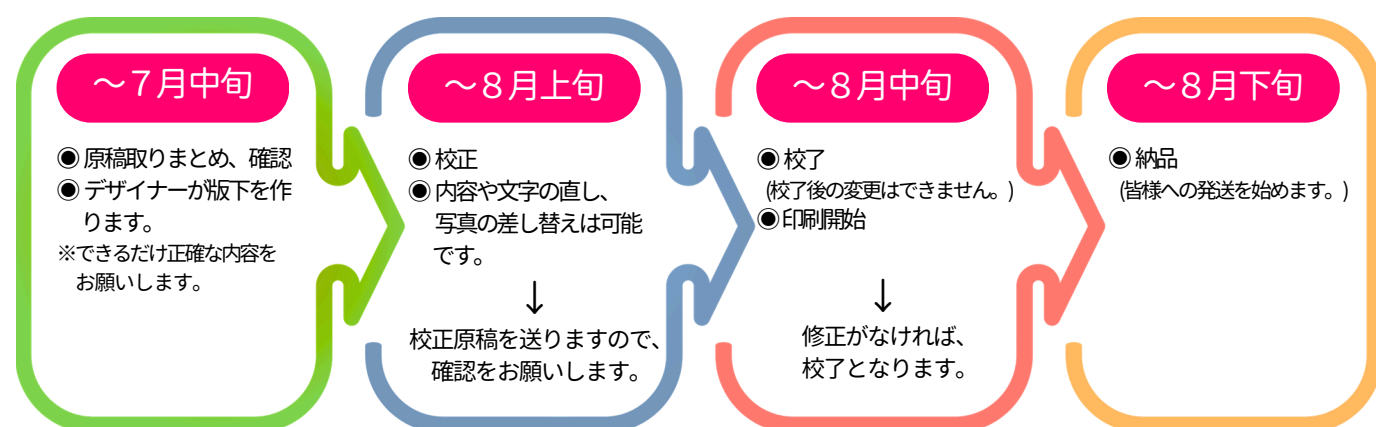 ～７月中旬
◉ 原稿取りまとめ、確認
◉ デザイナーが版下を作
ります。
※できるだけ正確な内容を
お願いします。
～８月上旬
◉ 校正
◉ 内容や文字の直し、
写真の差し替えは可能
です。
↓
校正原稿を送りますので、
確認をお願いします。
～８月中旬
◉ 校了
(校了後の変更はできません。)
◉ 印刷開始
↓
修正がなければ、
校了となります。
～８月下旬
◉ 納品
(皆様への発送を始めます。)